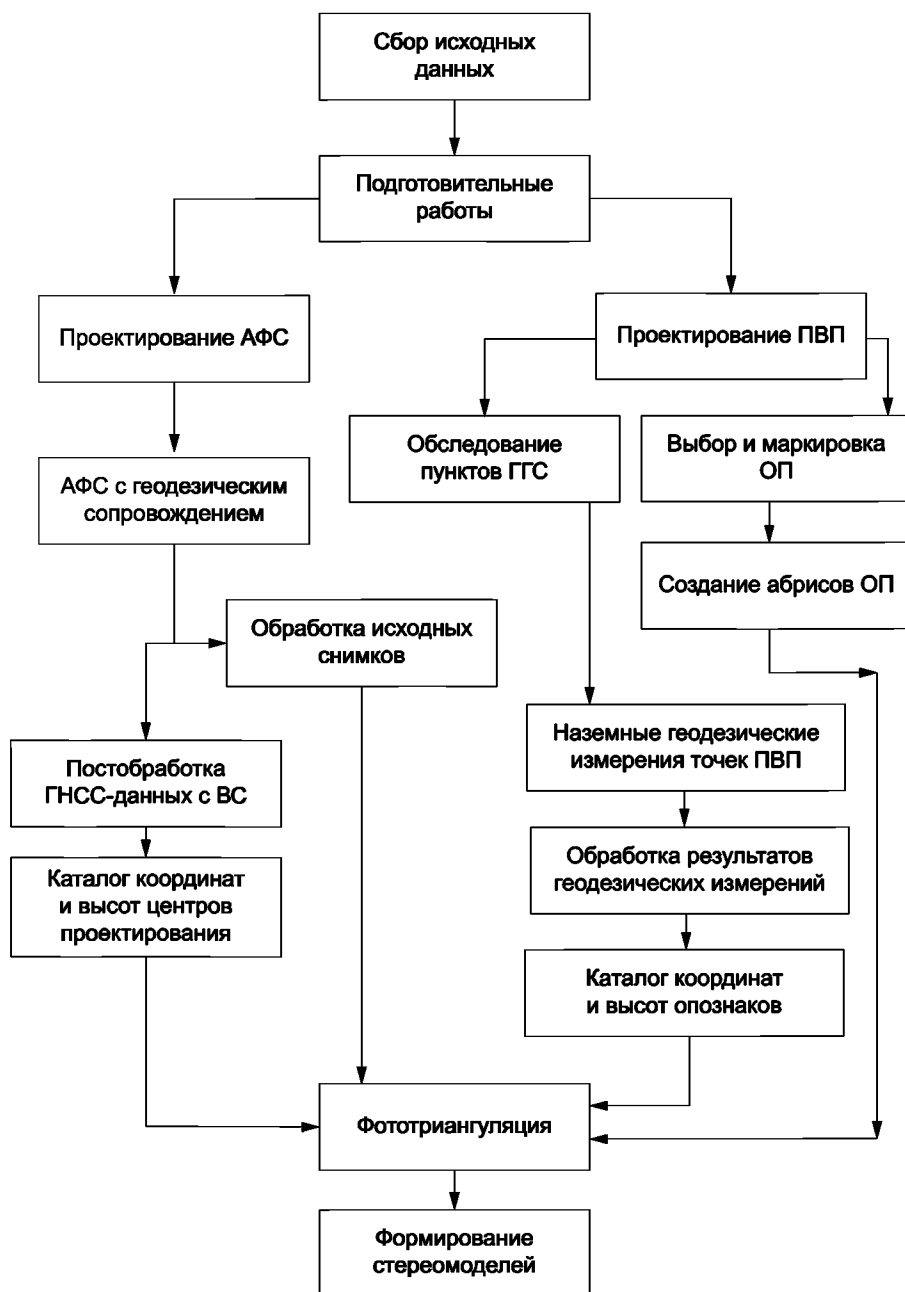 Сбор исходных
данных
Подготовительные
работы
Проектирование АФС
Проектирование ПВП
Обследование
пунктов ГГС
Выбор и маркировка
ОП
АФС с геодезическим
сопровождением
Создание абрисов ОП
Обработка исходных
снимков
Постобработка
ГНСС-данных с ВС
Наземные геодезические
измерения точек ПВП
Каталог координат
и высот центров
проектирования
Обработка результатов
геодезических измерений
Каталог координат
и высот опознаков
Фототриангуляция
Формирование
стереомоделей